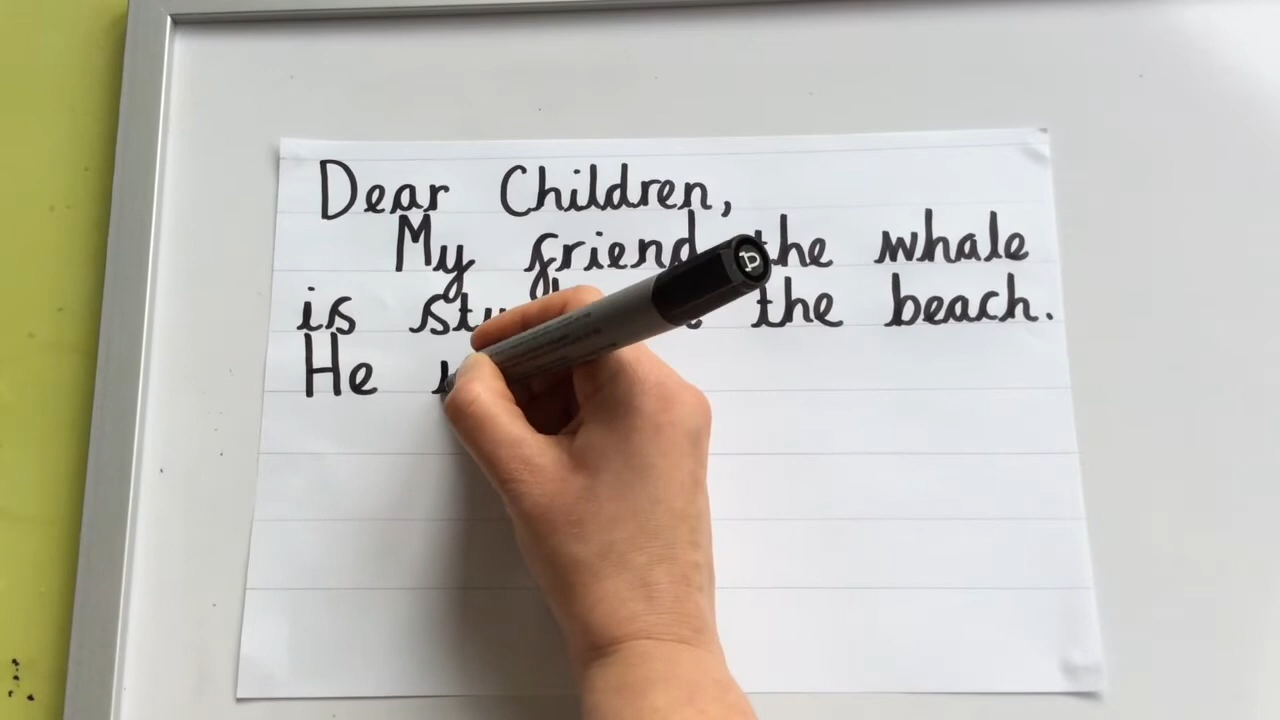 Dear Children,
My friend the whale
is the beach.
He